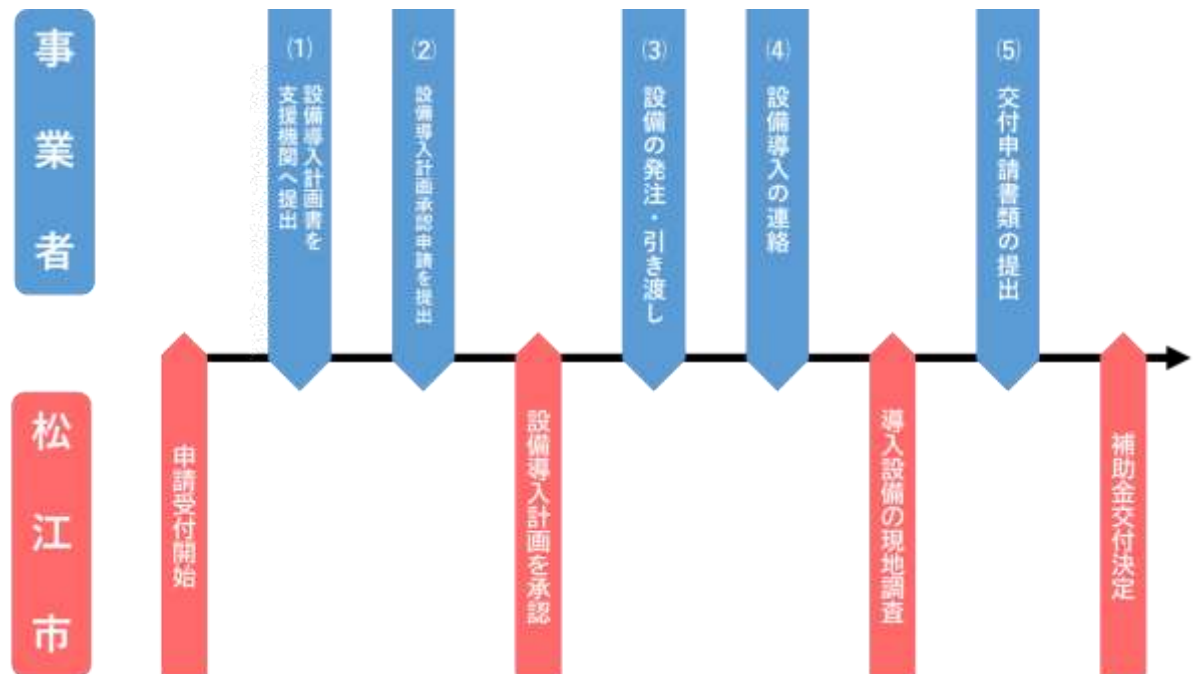 事業者
(1)
設備導入計画書を
支援機関へ提出
(2)
設備導入計画承認申請を提出
(3)
設備の発注・引き渡し
(4)
設備導入の連絡
(5)
交付申請書類の提出
松江市
申請受付開始
設備導入計画を承認
導入設備の現地調査
補助金交付決定